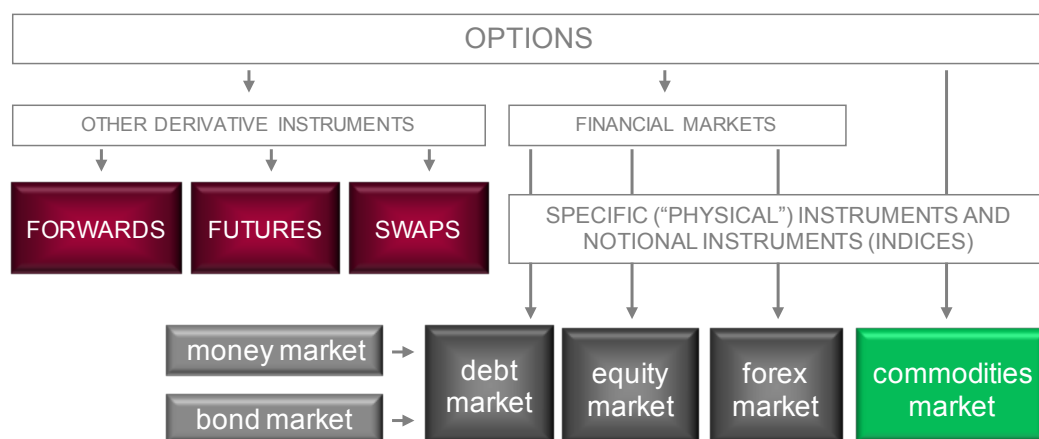 OPTIONS
OTHER DERIVATIVE INSTRUMENTS
FINANCIAL MARKETS
FORWARDS
FUTURES
SWAPS
SPECIFIC (“PHYSICAL”) INSTRUMENTS AND
NOTIONAL INSTRUMENTS (INDICES)
money market
bond market
debt
market
equity
market
forex
market
commodities
market